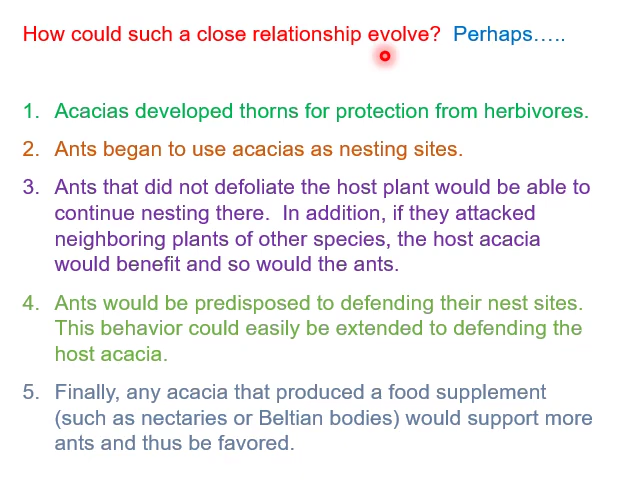 How could such a close relationship evolve?  Perhaps…..
1. Acacias developed thorns for protection from herbivores.
2. Ants began to use acacias as nesting sites.
3. Ants that did not defoliate the host plant would be able to
continue nesting there.  In addition, if they attacked
neighboring plants of other species, the host acacia
would benefit and so would the ants.
4. Ants would be predisposed to defending their nest sites.
This behavior could easily be extended to defending the
host acacia.
5. Finally, any acacia that produced a food supplement
(such as nectaries or Beltian bodies) would support more
ants and thus be favored.